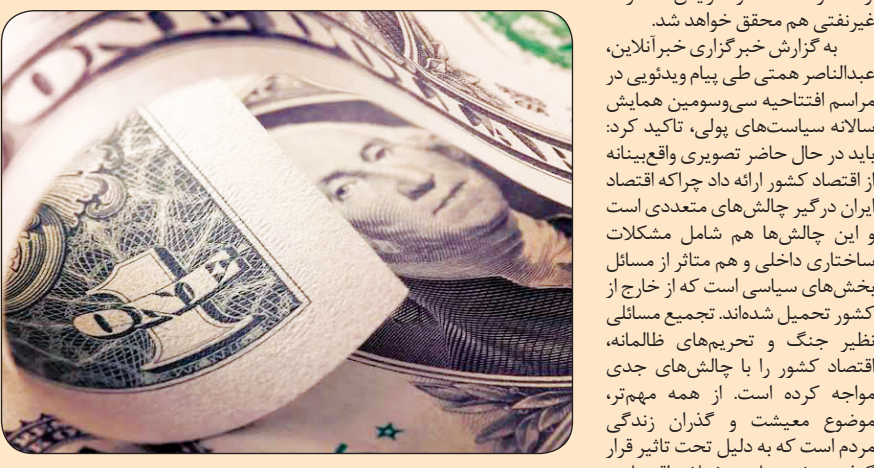 غیرنفتی هم محقق خواهد شد.
به گزارش خبرگزاری خبرآنلاین،
عبدالناصر همتی طی پیام ویدئویی در
مراسم افتتاحیه سی‌وسومین همایش
سالانه سیاست‌های پولی، تاکید کرد:
باید در حال حاضر تصویری واقع‌بینانه
از اقتصاد کشور ارائه داد چراکه اقتصاد
ایران درگیر چالش‌های متعددی است
و این چالش‌ها هم شامل مشکلات
ساختاری داخلی و هم متاثر از مسائل
بخش‌های سیاسی است که از خارج از
کشور تحمیل شده‌اند. تجمیع مسائلی
نظیر جنگ و تحریم‌های ظالمانه،
اقتصاد کشور را با چالش‌های جدی
مواجه کرده است. از همه مهم‌تر،
موضوع معیشت و گذران زندگی
مردم است که به دلیل تحت تاثیر قرار
ONE
ONE
1